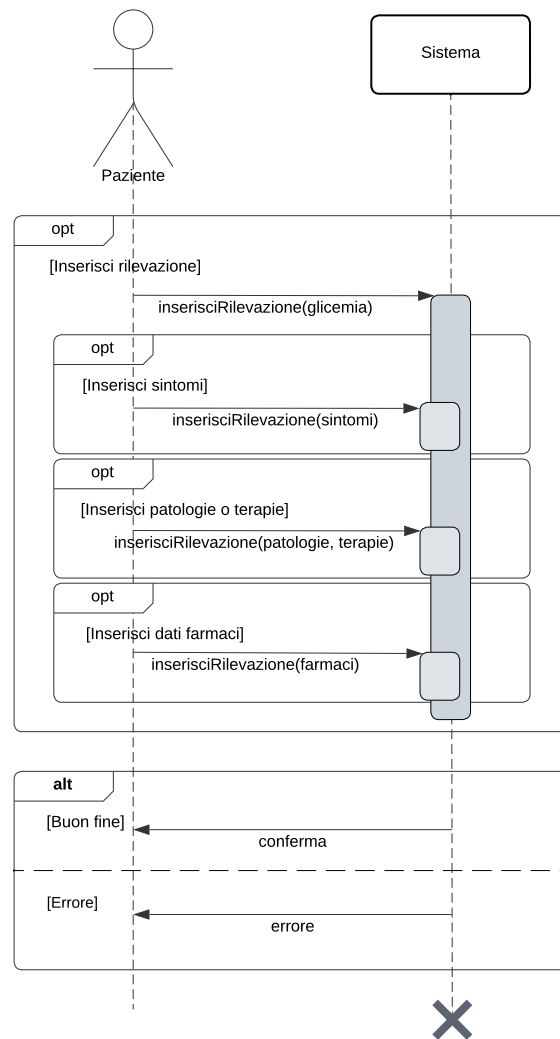 Sistema
Paziente
opt
[Inserisci rilevazione]
inserisciRilevazione(glicemia)
opt
[Inserisci sintomi]
inserisciRilevazione(sintomi)
opt
[Inserisci patologie o terapie]
inserisciRilevazione(patologie, terapie)
opt
[Inserisci dati farmaci]
inserisciRilevazione(farmaci)
alt
[Buon fine]
conferma
[Errore]
errore